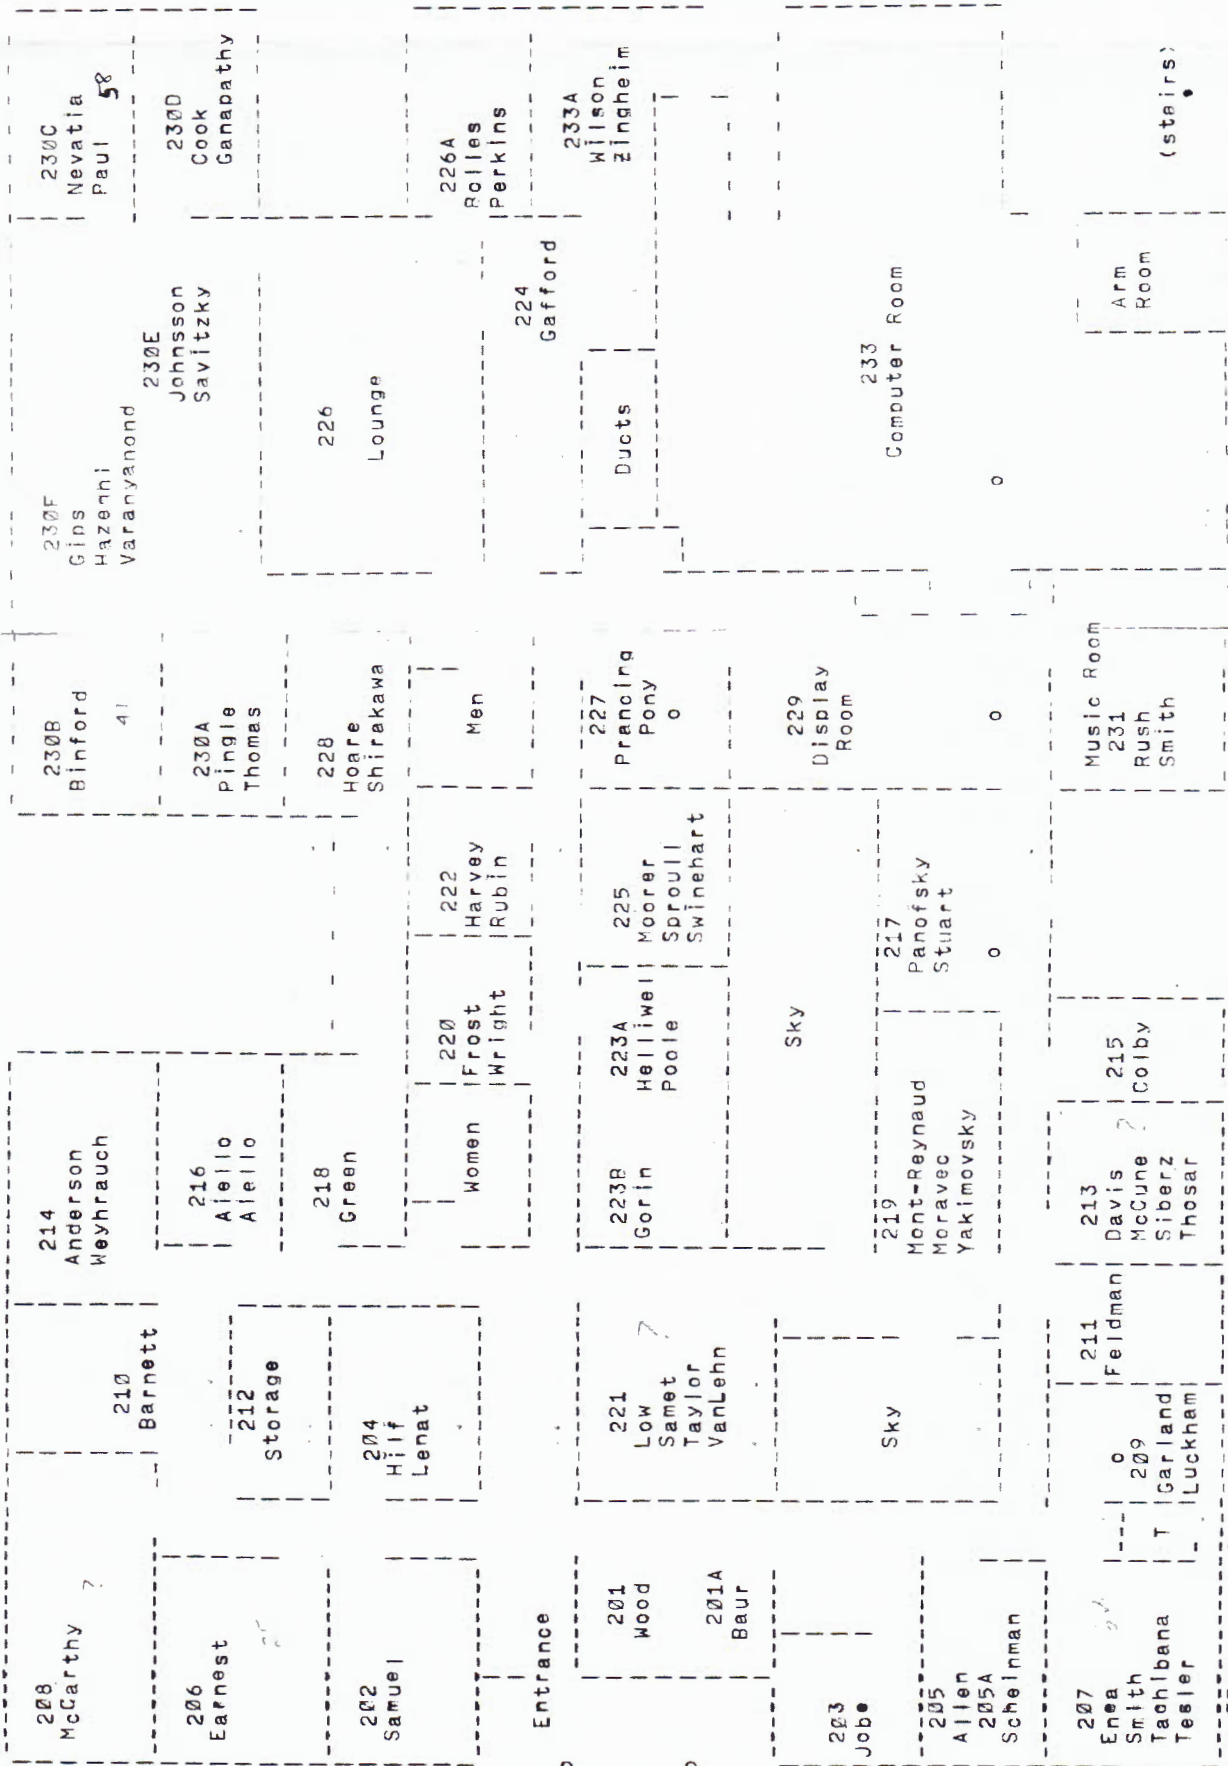 208
McCarthy ?
210
Barnett
214
Anderson
Weyhrauch
230B
Binford
41
230F
Gips
Hazenhi
Varanyanond
230C
Nevatia
Paul 58
206
Earnest
212
Storage
216
Aiello
Aiello
230A
Pingle
Thomas
230E
Johnsson
Savitzky
230D
Cook
Ganapathy
202
Samuel
204
Hilf
Lenat
218
Green
228
Hoare
Shirakawa
226
Lounge
Entrance
Women
220
Frost
Wright
222
Harvey
Rubin
Men
224
Gafford
226A
Bolles
Perkins
201
Wood
201A
Baur
221
Low ?
Samet
Taylor
VanLehn
223B
Gorin
223A
Helliwell
Poole
225
Moorer
Sproull
Swinehart
227
Prancing
Pony
o
Ducts
233A
Wilson
Zingheim
203
Jobe
Sky
Sky
229
Display
Room
o
233
Computer Room
o
205
Allen
205A
Scheinman
219
Mont-Reynaud
Moravec
Yakimovsky
217
Panofsky
Stuart
o
207
Enea
Smith
Tachibana
Tesler
T
o
209
Garland
Luckham
211
Feldman
213
Davis
McCune ?
Siberz
Thosar
215
Colby
Music Room
231
Rush
Smith
Arm
Room
(stairs)